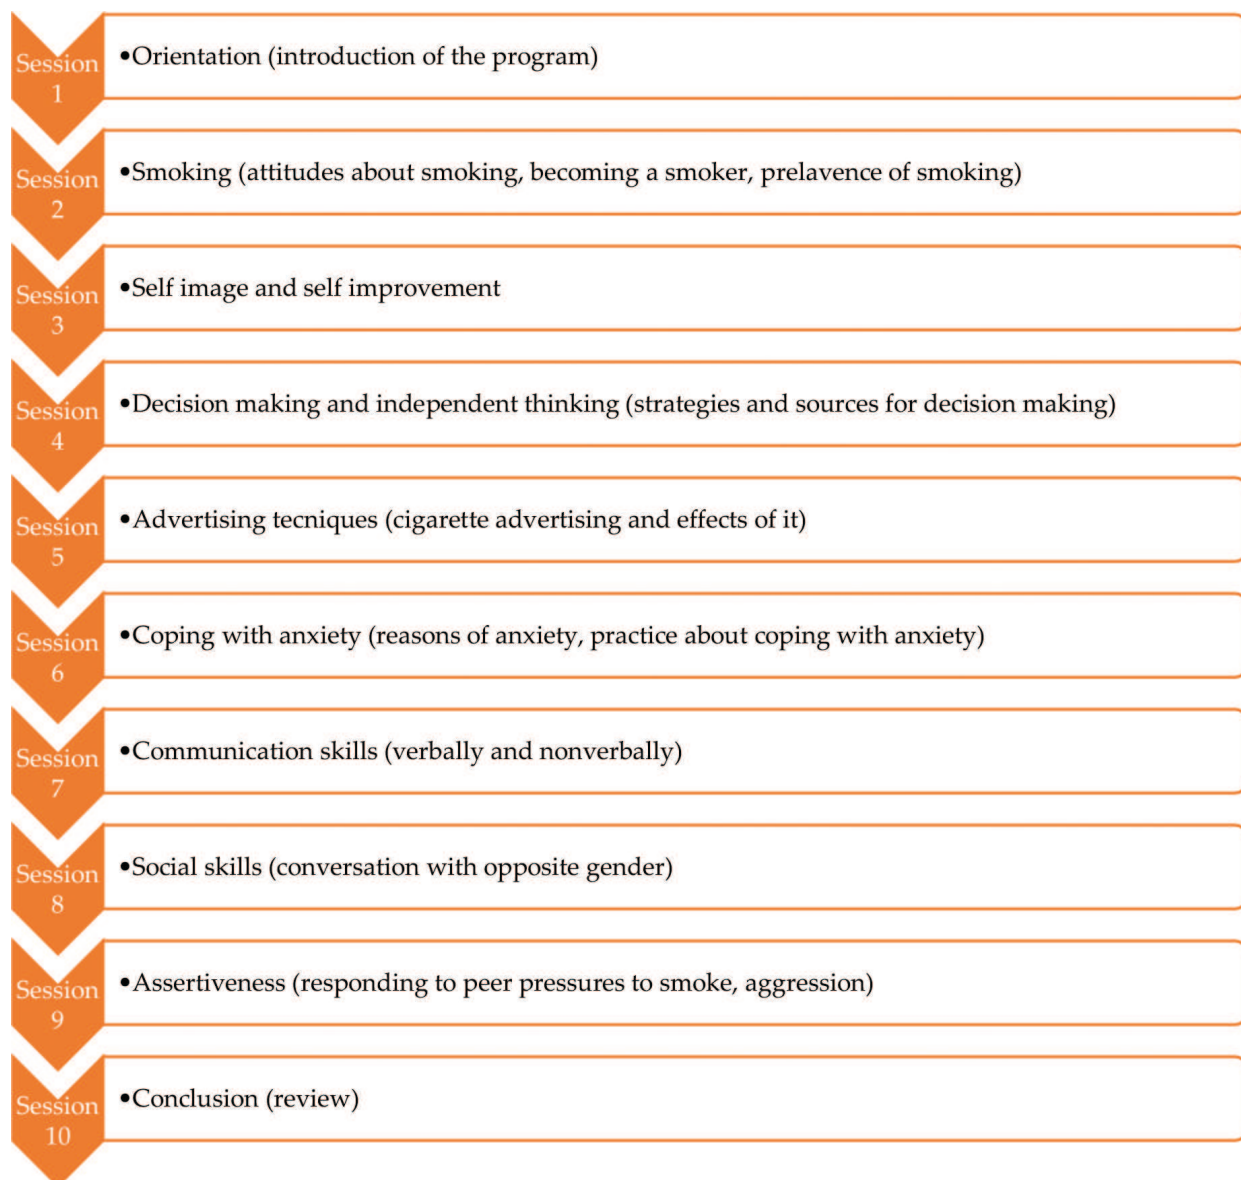 Session
1
•Orientation (introduction of the program)
Session
2
•Smoking (attitudes about smoking, becoming a smoker, prelavence of smoking)
Session
3
•Self image and self improvement
Session
4
•Decision making and independent thinking (strategies and sources for decision making)
Session
5
•Advertising tecniques (cigarette advertising and effects of it)
Session
6
•Coping with anxiety (reasons of anxiety, practice about coping with anxiety)
Session
7
•Communication skills (verbally and nonverbally)
Session
8
•Social skills (conversation with opposite gender)
Session
9
•Assertiveness (responding to peer pressures to smoke, aggression)
Session
10
•Conclusion (review)